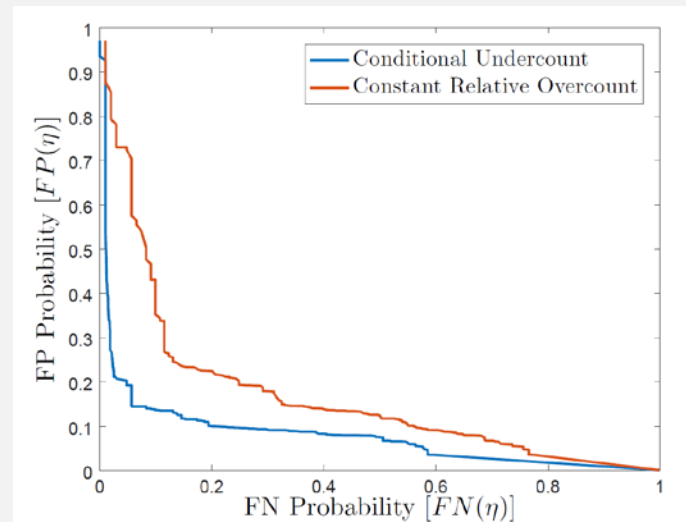 1
0.9
0.8
0.7
0.6
0.5
0.4
0.3
0.2
0.1
0
FP Probability [FP(η)]
Conditional Undercount
Constant Relative Overcount
0 0.2 0.4 0.6 0.8 1
FN Probability [FN(η)]